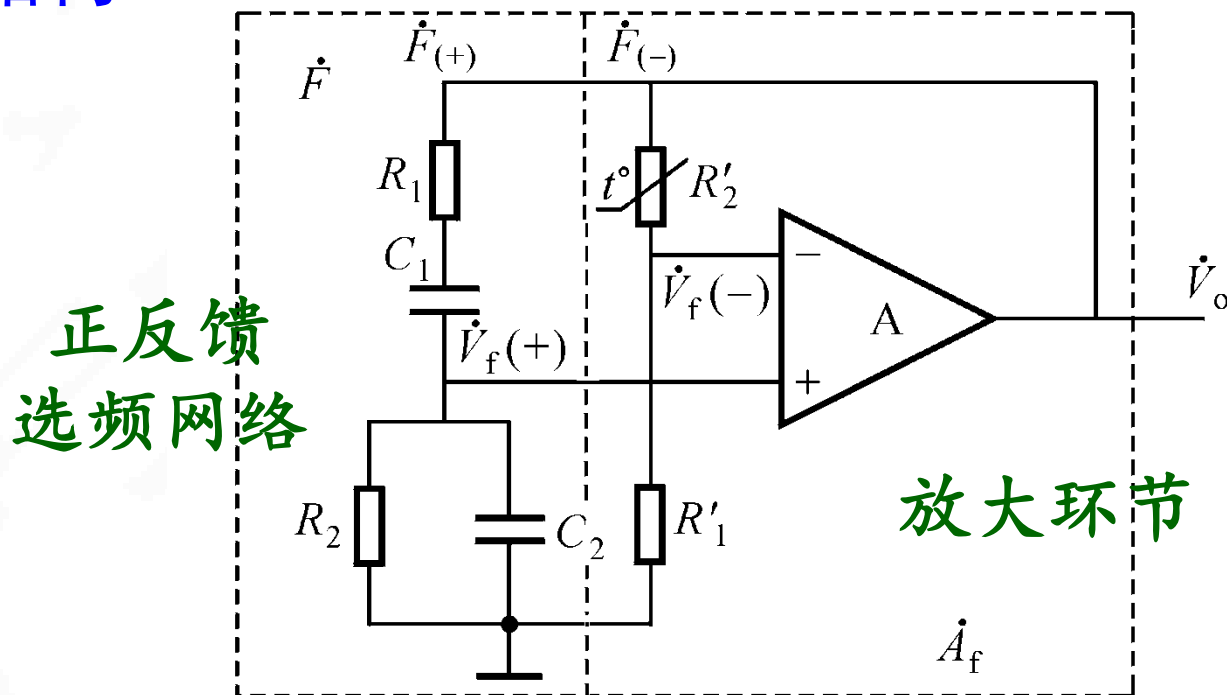 Ḟ(+)
Ḟ(−)
Ḟ
R₁
t°
R′₂
C₁
−
V̇f(−)
A
V̇o
正反馈
选频网络
V̇f(+)
+
R₂
C₂
R′₁
放大环节
Ȧf